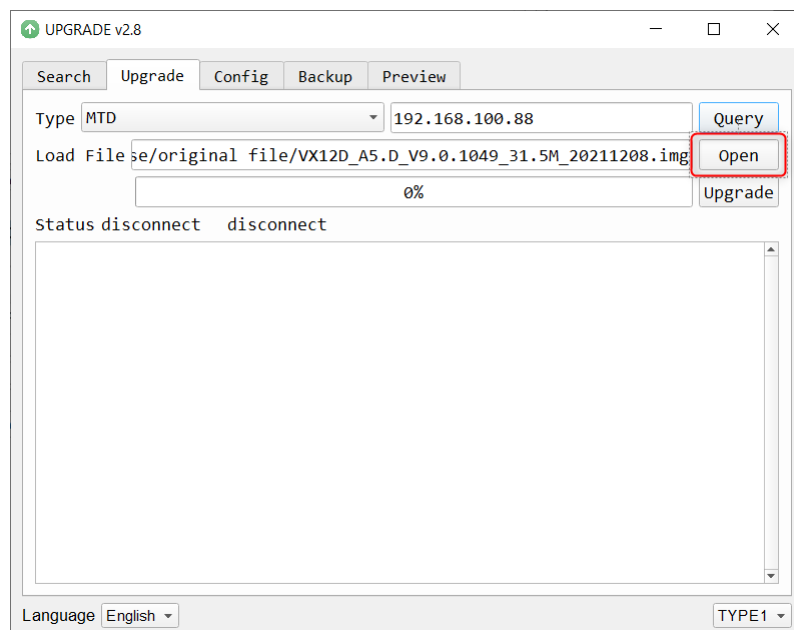 UPGRADE v2.8
Search Upgrade Config Backup Preview
Type MTD 192.168.100.88 Query
Load File se/original file/VX12D_A5.D_V9.0.1049_31.5M_20211208.img Open
0% Upgrade
Status disconnect disconnect
Language English TYPE1